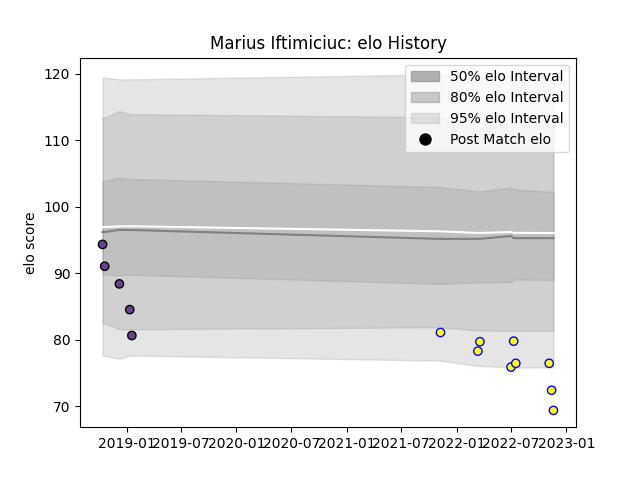 Marius Iftimiciuc: elo History
50% elo Interval
80% elo Interval
95% elo Interval
Post Match elo
elo score
120
110
100
90
80
70
2019-01 2019-07 2020-01 2020-07 2021-01 2021-07 2022-01 2022-07 2023-01